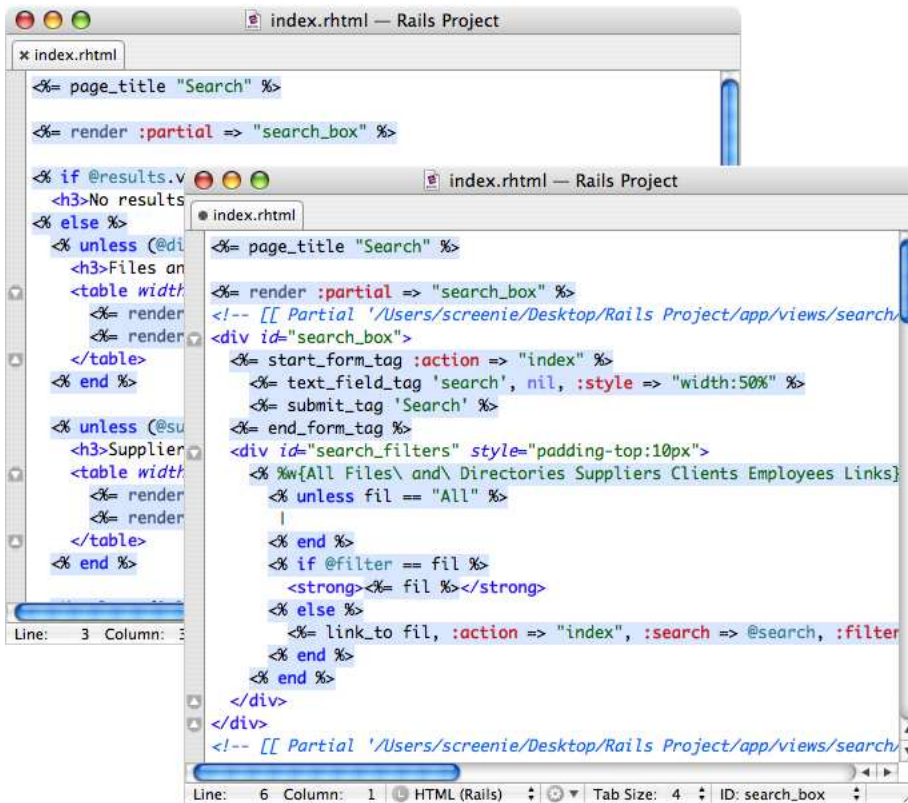 index.rhtml — Rails Project
index.rhtml
<%= page_title "Search" %>
<%= render :partial => "search_box" %>
<% if @results.v
<h3>No results
<% else %>
<% unless (@di
<h3>Files an
<table width
<%= render
<%= render
</table>
<% end %>
<% unless (@su
<h3>Supplier
<table width
<%= render
<%= render
</table>
<% end %>
Line: 3 Column: 3
index.rhtml — Rails Project
index.rhtml
<%= page_title "Search" %>
<%= render :partial => "search_box" %>
<!-- [[ Partial '/Users/screenie/Desktop/Rails Project/app/views/search/
<div id="search_box">
<%= start_form_tag :action => "index" %>
<%= text_field_tag 'search', nil, :style => "width:50%" %>
<%= submit_tag 'Search' %>
<%= end_form_tag %>
<div id="search_filters" style="padding-top:10px">
<% %w{All Files\ and\ Directories Suppliers Clients Employees Links}
<% unless fil == "All" %>
|
<% end %>
<% if @filter == fil %>
<strong><%= fil %></strong>
<% else %>
<%= link_to fil, :action => "index", :search => @search, :filter
<% end %>
<% end %>
</div>
</div>
<!-- [[ Partial '/Users/screenie/Desktop/Rails Project/app/views/search/
Line: 6 Column: 1 L HTML (Rails) Tab Size: 4 ID: search_box